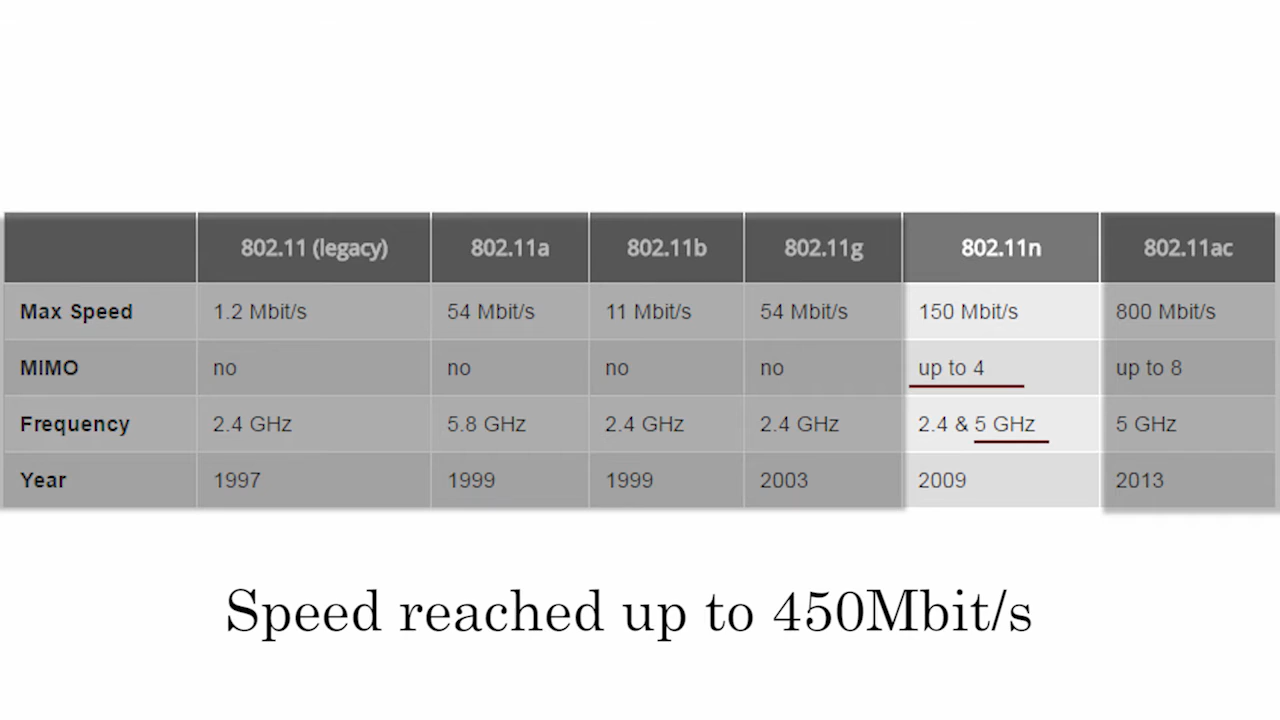 802.11 (legacy) 802.11a 802.11b 802.11g 802.11n 802.11ac
Max Speed 1.2 Mbit/s 54 Mbit/s 11 Mbit/s 54 Mbit/s 150 Mbit/s 800 Mbit/s
MIMO no no no no up to 4 up to 8
Frequency 2.4 GHz 5.8 GHz 2.4 GHz 2.4 GHz 2.4 & 5 GHz 5 GHz
Year 1997 1999 1999 2003 2009 2013
Speed reached up to 450Mbit/s